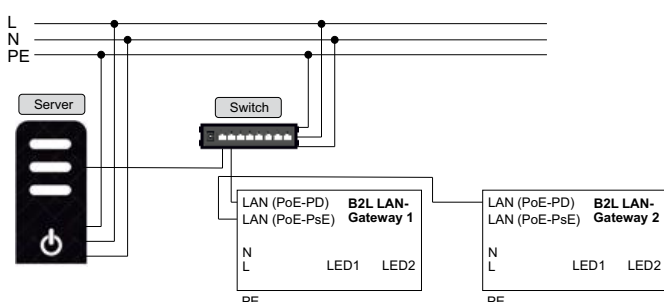 L
N
PE
Server
Switch
LAN (PoE-PD) B2L LAN-
LAN (PoE-PsE) Gateway 1
N
L LED1 LED2
PE
LAN (PoE-PD) B2L LAN-
LAN (PoE-PsE) Gateway 2
N
L LED1 LED2
PE